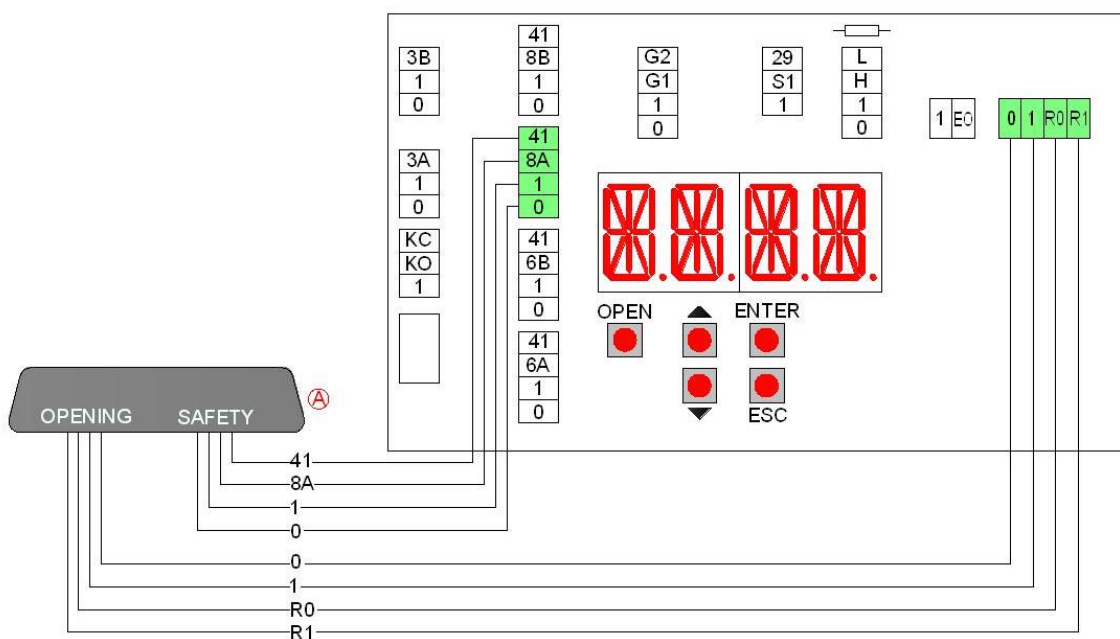 3B
1
0
41
8B
1
0
G2
G1
1
0
29
S1
1
L
H
1
0
1 EO
0 1 R0 R1
3A
1
0
41
8A
1
0
KC
KO
1
41
6B
1
0
41
6A
1
0
OPEN
ENTER
ESC
A
OPENING SAFETY
41
8A
1
0
0
1
R0
R1